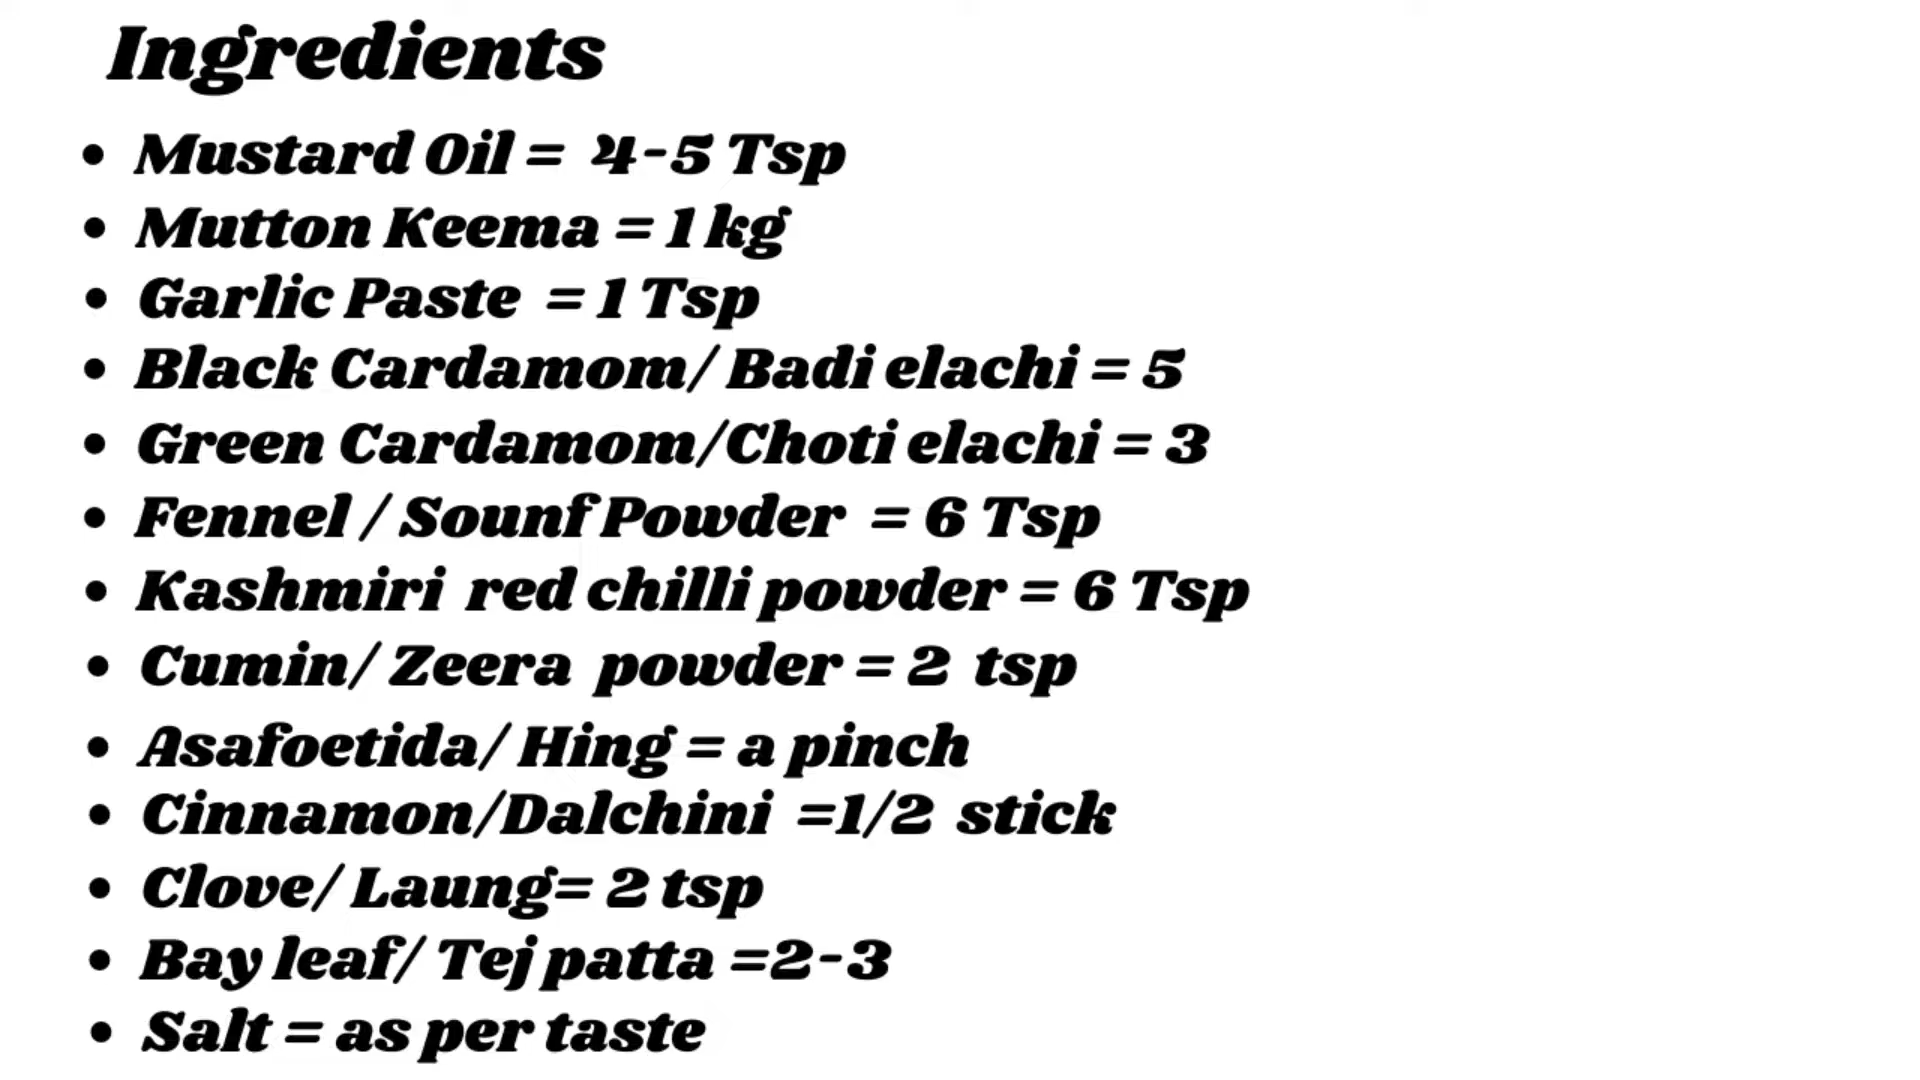 Ingredients
• Mustard Oil = 4-5 Tsp
• Mutton Keema = 1 kg
• Garlic Paste = 1 Tsp
• Black Cardamom/ Badi elachi = 5
• Green Cardamom/Choti elachi = 3
• Fennel / Sounf Powder = 6 Tsp
• Kashmiri red chilli powder = 6 Tsp
• Cumin/ Zeera powder = 2 tsp
• Asafoetida/ Hing = a pinch
• Cinnamon/Dalchini =1/2 stick
• Clove/ Laung= 2 tsp
• Bay leaf/ Tej patta =2-3
• Salt = as per taste